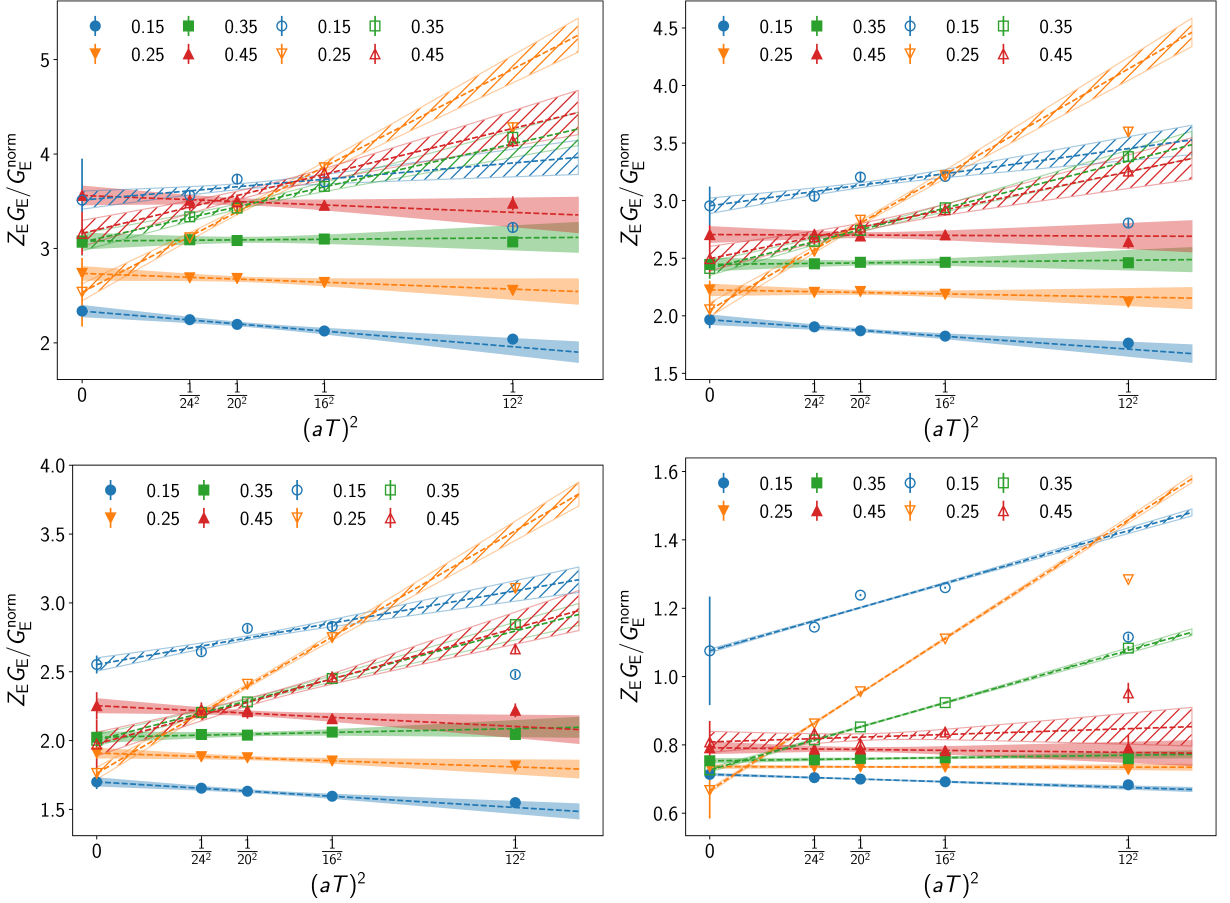 0.15 0.35 0.15 0.35
0.25 0.45 0.25 0.45
5
4
3
2
Z_E G_E / G_E^norm
0 1/24² 1/20² 1/16² 1/12²
(aT)²
0.15 0.35 0.15 0.35
0.25 0.45 0.25 0.45
4.5
4.0
3.5
3.0
2.5
2.0
1.5
Z_E G_E / G_E^norm
0 1/24² 1/20² 1/16² 1/12²
(aT)²
4.0
0.15 0.35 0.15 0.35
0.25 0.45 0.25 0.45
3.5
3.0
2.5
2.0
1.5
Z_E G_E / G_E^norm
0 1/24² 1/20² 1/16² 1/12²
(aT)²
1.6
0.15 0.35 0.15 0.35
0.25 0.45 0.25 0.45
1.4
1.2
1.0
0.8
0.6
Z_E G_E / G_E^norm
0 1/24² 1/20² 1/16² 1/12²
(aT)²